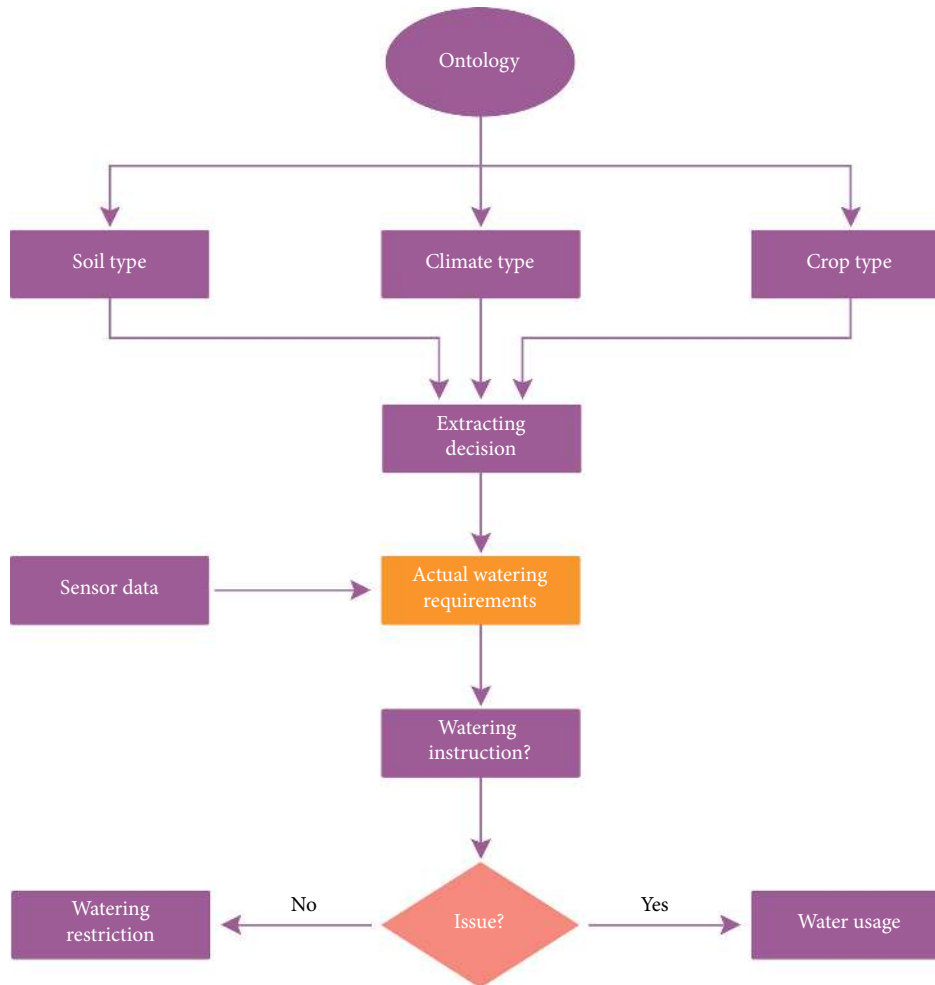 Ontology
Soil type
Climate type
Crop type
Extracting
decision
Sensor data
Actual watering
requirements
Watering
instruction?
Watering
restriction
No
Issue?
Yes
Water usage